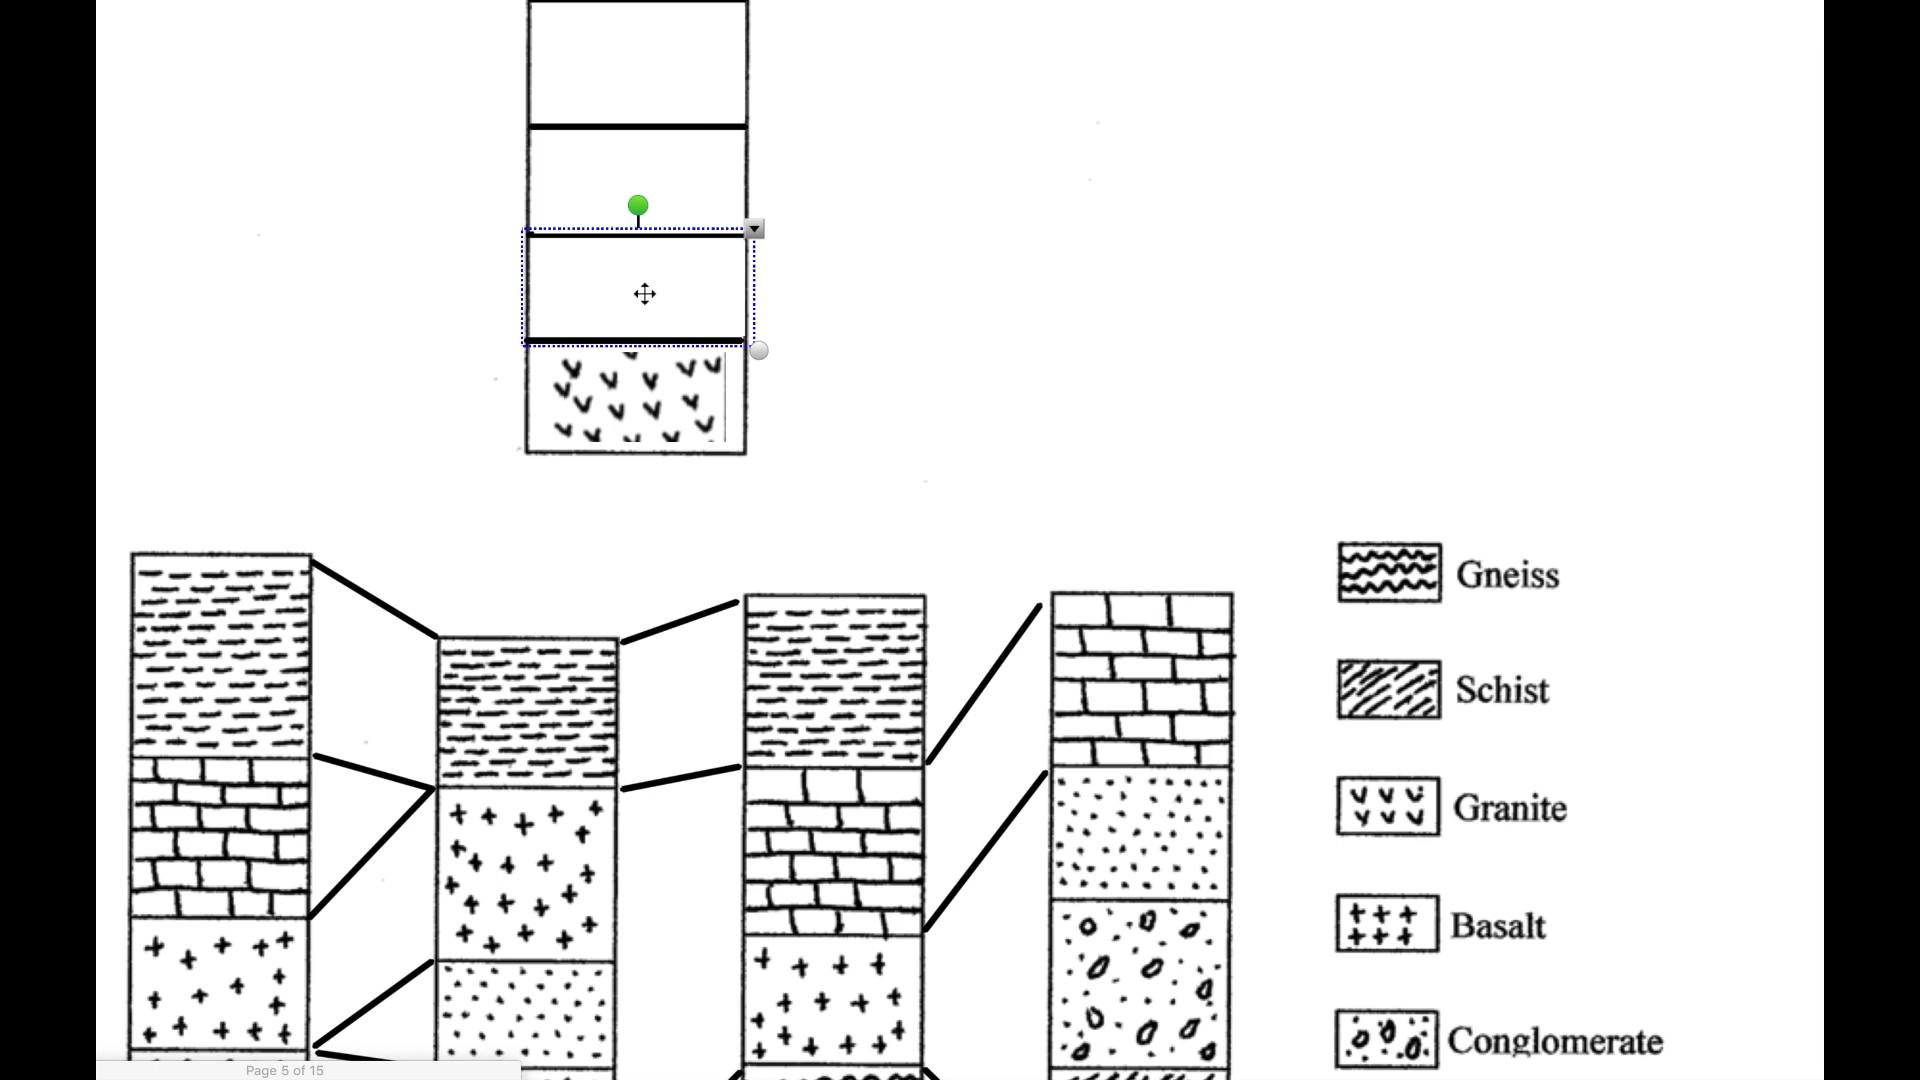 Gneiss
Schist
Granite
Basalt
Conglomerate
Page 5 of 15